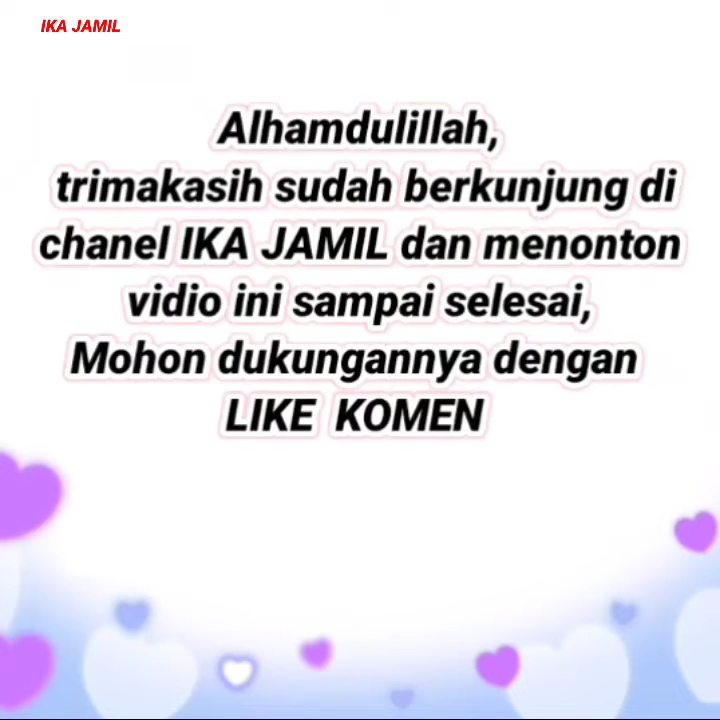 IKA JAMIL
Alhamdulillah,
trimakasih sudah berkunjung di
chanel IKA JAMIL dan menonton
vidio ini sampai selesai,
Mohon dukungannya dengan
LIKE KOMEN